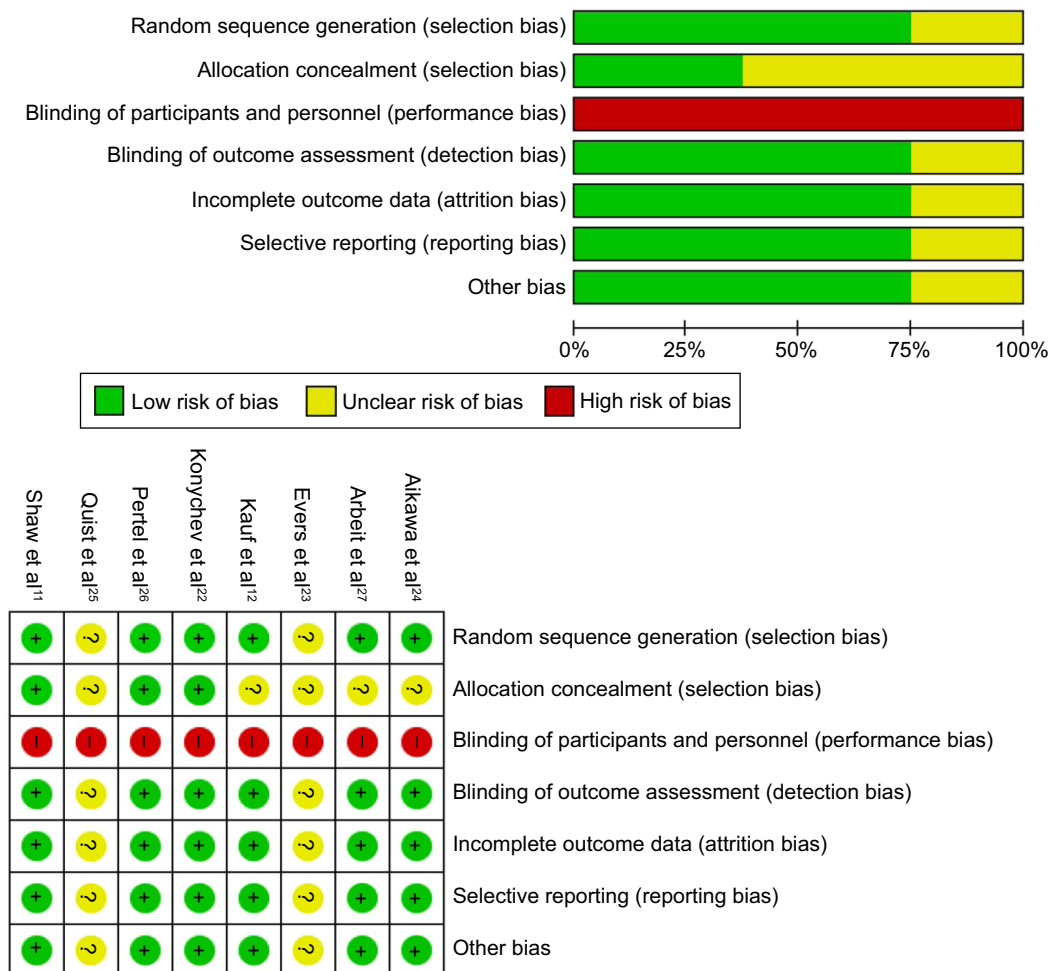 Random sequence generation (selection bias)
Allocation concealment (selection bias)
Blinding of participants and personnel (performance bias)
Blinding of outcome assessment (detection bias)
Incomplete outcome data (attrition bias)
Selective reporting (reporting bias)
Other bias
0% 25% 50% 75% 100%
Low risk of bias Unclear risk of bias High risk of bias
Shaw et al¹¹
Quist et al²⁵
Pertel et al²⁶
Konychev et al²²
Kauf et al¹²
Evers et al²³
Arbeit et al²⁷
Aikawa et al²⁴
+ ? + + + ? + + Random sequence generation (selection bias)
+ ? + + ? ? ? ? Allocation concealment (selection bias)
– – – – – – – – Blinding of participants and personnel (performance bias)
+ ? + + + ? + + Blinding of outcome assessment (detection bias)
+ ? + + + ? + + Incomplete outcome data (attrition bias)
+ ? + + + ? + + Selective reporting (reporting bias)
+ ? + + + ? + + Other bias